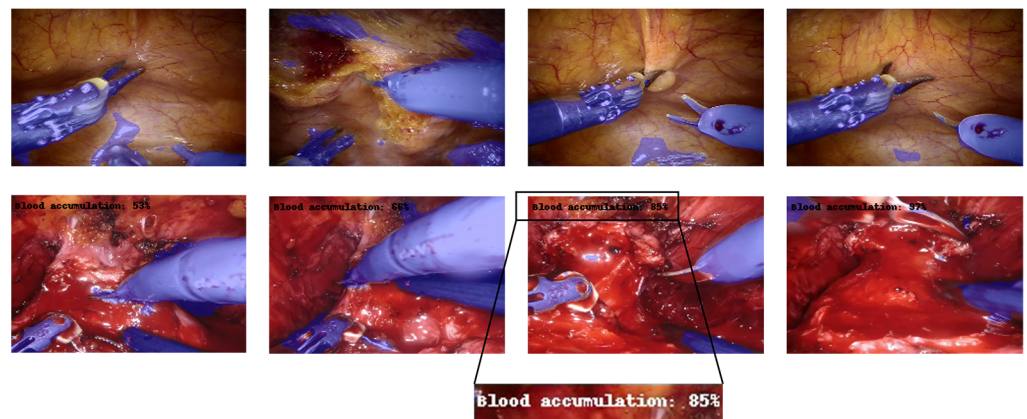 Blood accumulation: 53%
Blood accumulation: 66%
Blood accumulation: 85%
Blood accumulation: 97%
Blood accumulation: 85%